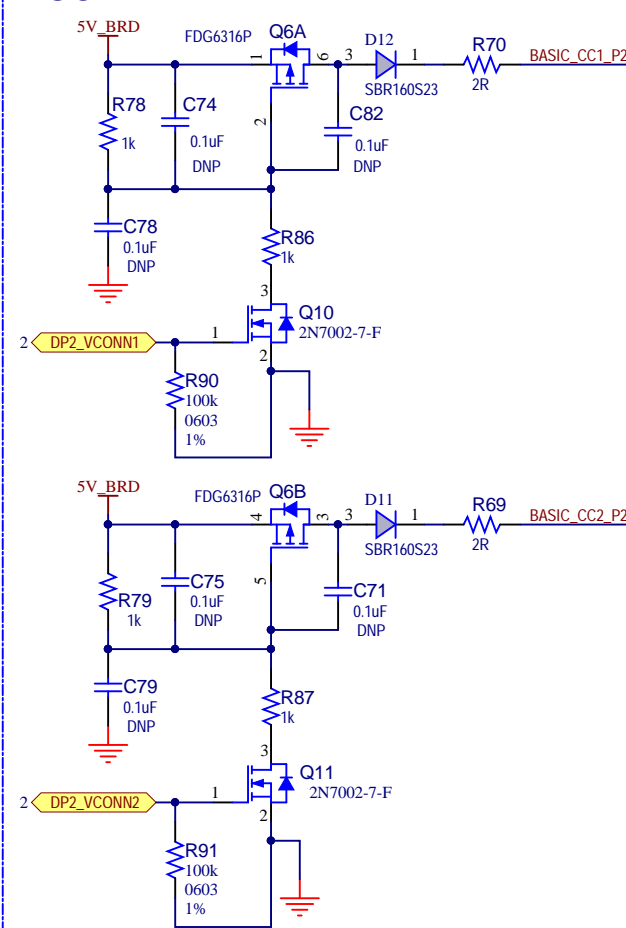 5V_BRD
FDG6316P
Q6A
1
6
2
3
D12
1
SBR160S23
R70
2R
BASIC_CC1_P2
R78
1k
C74
0.1uF
DNP
C82
0.1uF
DNP
C78
0.1uF
DNP
R86
1k
3
Q10
2N7002-7-F
1
2
2
DP2_VCONN1
R90
100k
0603
1%
5V_BRD
FDG6316P
Q6B
4
3
5
3
D11
1
SBR160S23
R69
2R
BASIC_CC2_P2
R79
1k
C75
0.1uF
DNP
C71
0.1uF
DNP
C79
0.1uF
DNP
R87
1k
3
Q11
2N7002-7-F
1
2
2
DP2_VCONN2
R91
100k
0603
1%